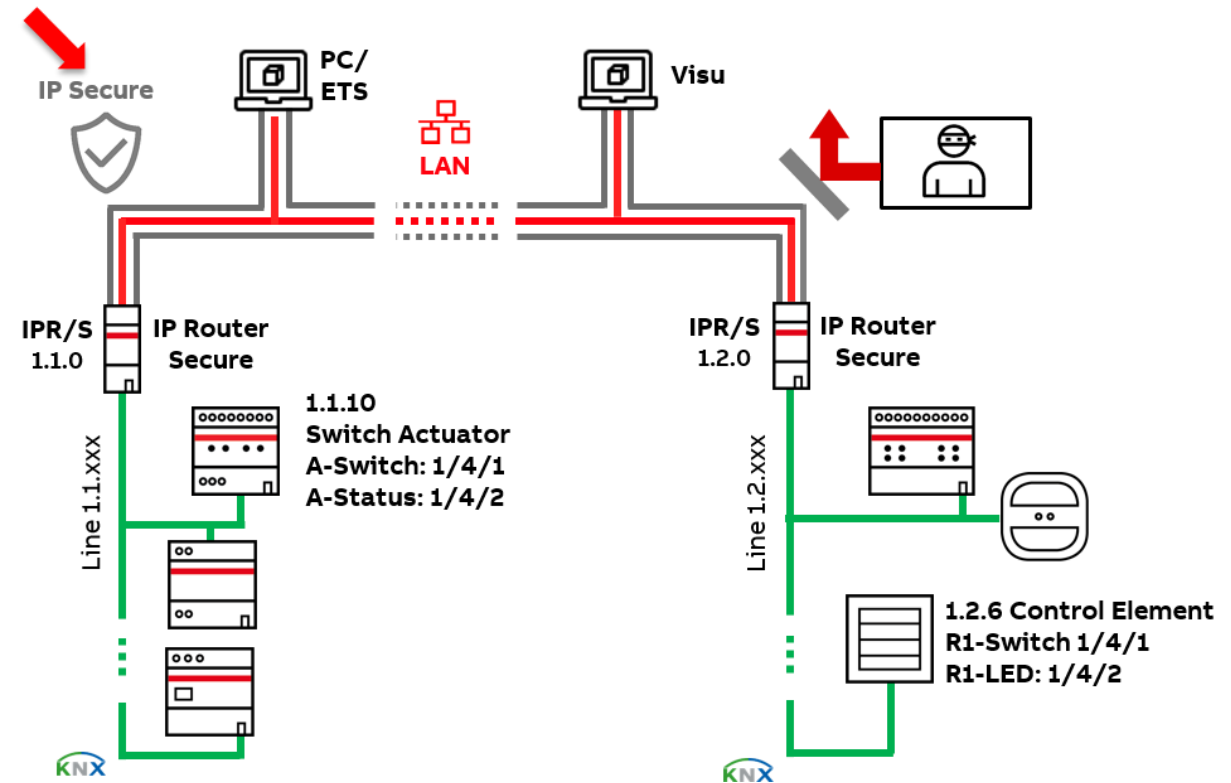 IP Secure
PC/
ETS
Visu
LAN
IPR/S
1.1.0
IP Router
Secure
IPR/S
1.2.0
IP Router
Secure
Line 1.1.xxx
1.1.10
Switch Actuator
A-Switch: 1/4/1
A-Status: 1/4/2
Line 1.2.xxx
1.2.6 Control Element
R1-Switch 1/4/1
R1-LED: 1/4/2
KNX
KNX